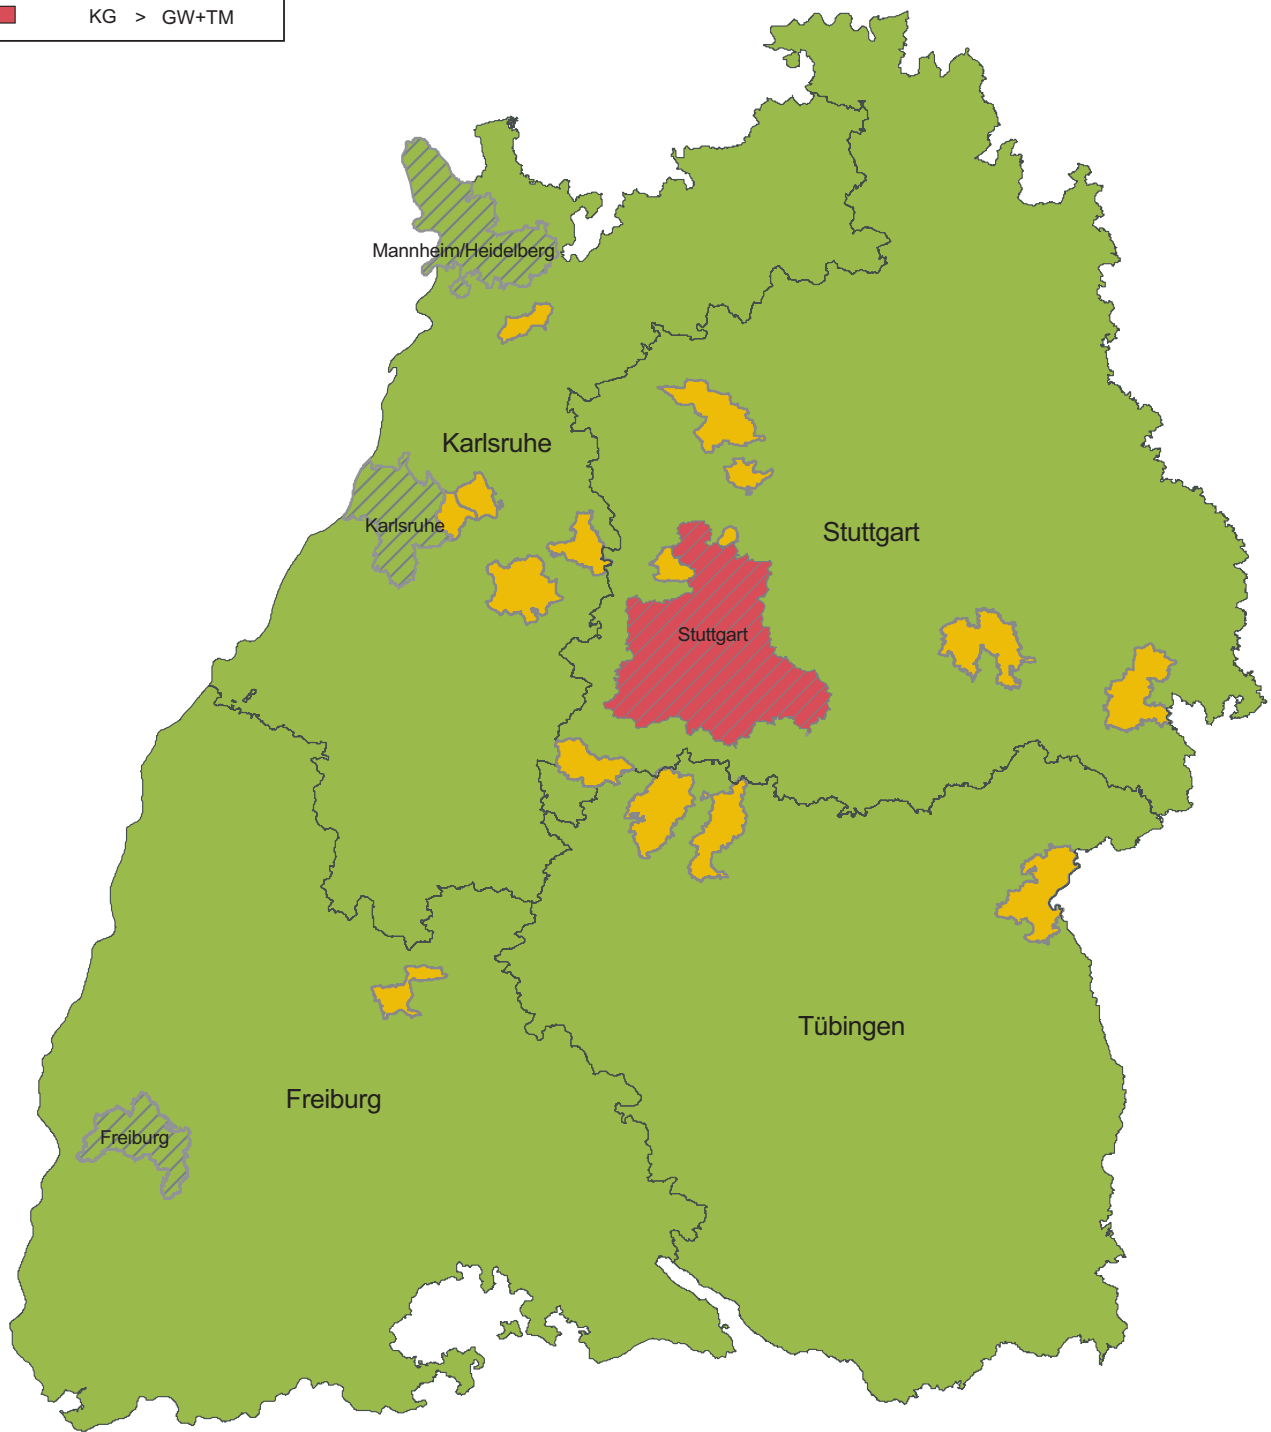 KG > GW+TM
Mannheim/Heidelberg
Karlsruhe
Karlsruhe
Stuttgart
Stuttgart
Tübingen
Freiburg
Freiburg